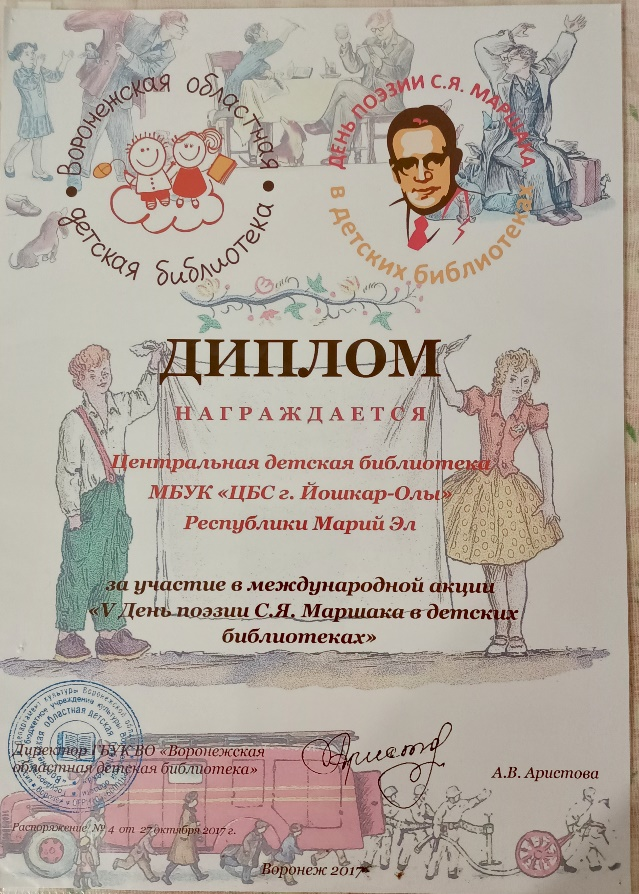 Воронежская областная
детская библиотека
ДЕНЬ ПОЭЗИИ С.Я. МАРШАКА
в детских библиотеках
ДИПЛОМ
НАГРАЖДАЕТСЯ
Центральная детская библиотека
МБУК «ЦБС г. Йошкар-Олы»
Республики Марий Эл
за участие в международной акции
«V День поэзии С.Я. Маршака в детских
библиотеках»
Директор ГБУК ВО «Воронежская
областная детская библиотека»
А.В. Аристова
Распоряжение № 4 от 27 октября 2017 г.
Воронеж 2017